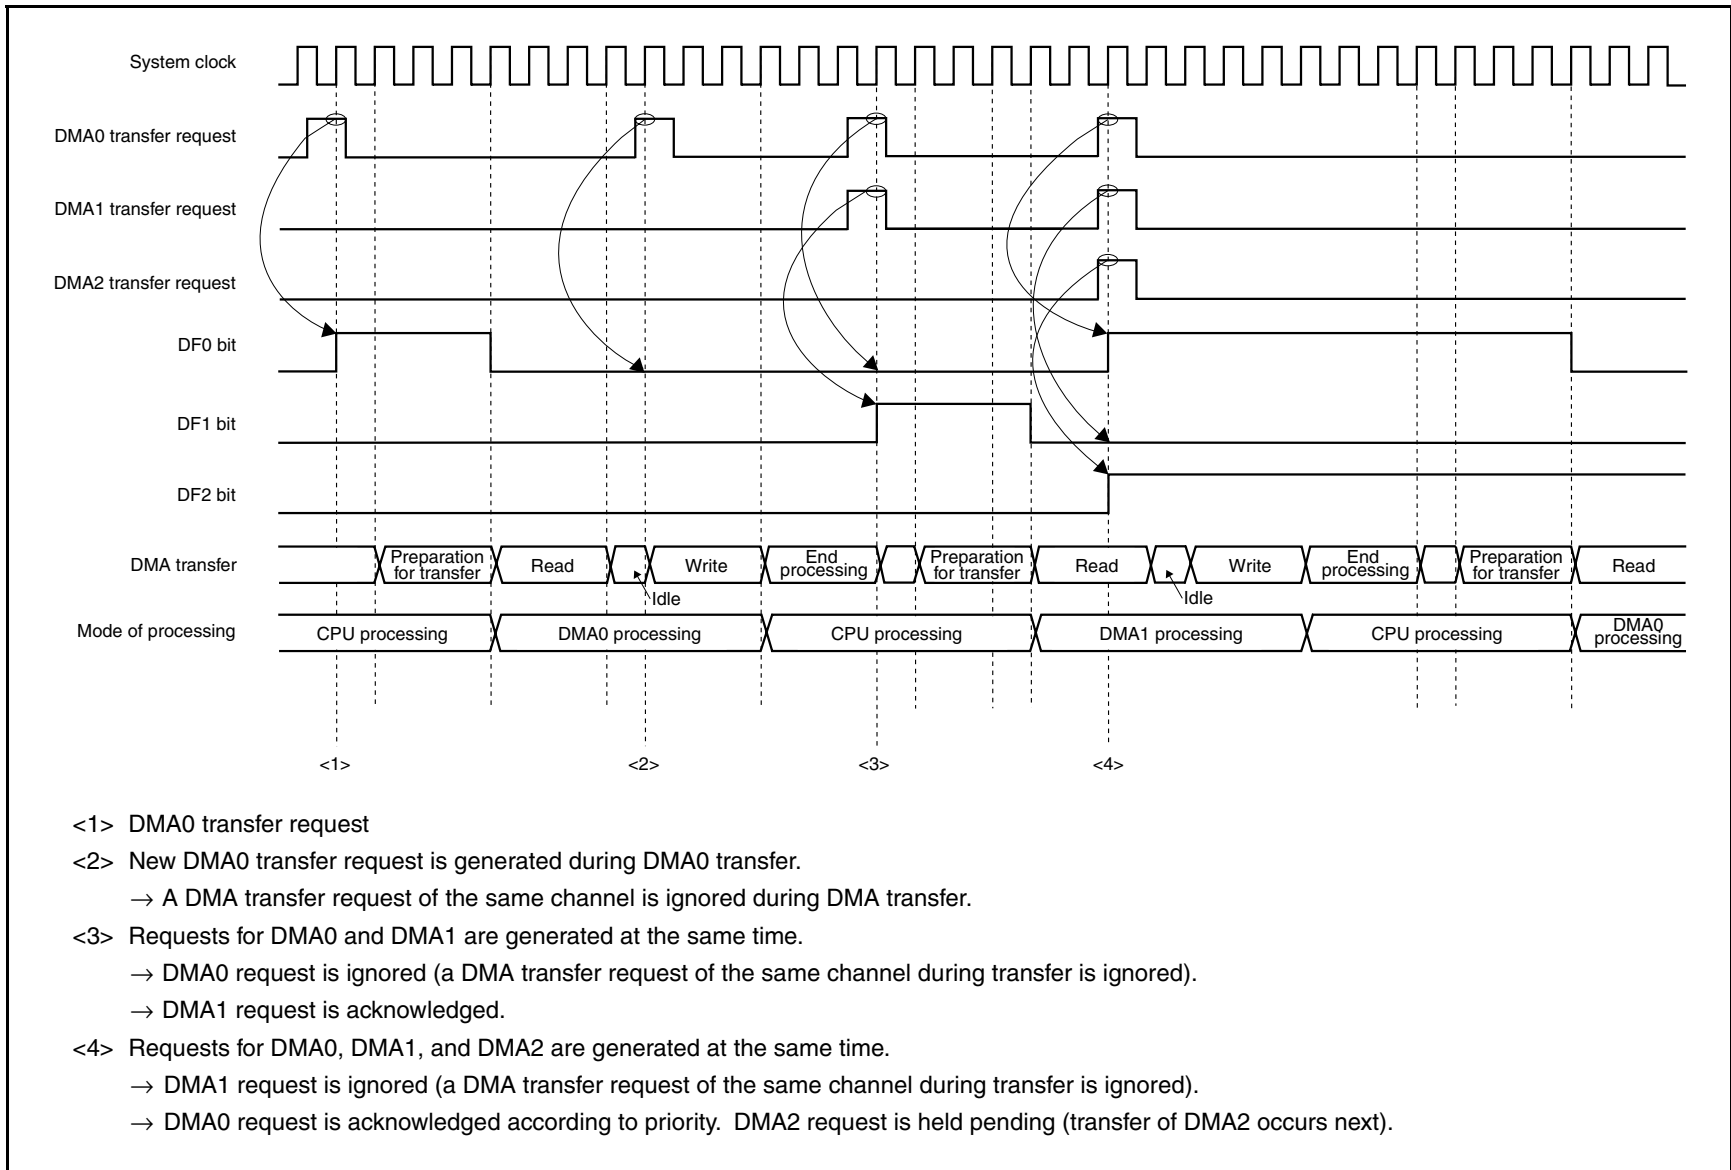 System clock
DMA0 transfer request
DMA1 transfer request
DMA2 transfer request
DF0 bit
DF1 bit
DF2 bit
DMA transfer
Preparation
for transfer
Read
Idle
Write
End
processing
Preparation
for transfer
Read
Idle
Write
End
processing
Preparation
for transfer
Read
Mode of processing
CPU processing
DMA0 processing
CPU processing
DMA1 processing
CPU processing
DMA0
processing
<1>
<2>
<3>
<4>
<1> DMA0 transfer request
<2> New DMA0 transfer request is generated during DMA0 transfer.
→ A DMA transfer request of the same channel is ignored during DMA transfer.
<3> Requests for DMA0 and DMA1 are generated at the same time.
→ DMA0 request is ignored (a DMA transfer request of the same channel during transfer is ignored).
→ DMA1 request is acknowledged.
<4> Requests for DMA0, DMA1, and DMA2 are generated at the same time.
→ DMA1 request is ignored (a DMA transfer request of the same channel during transfer is ignored).
→ DMA0 request is acknowledged according to priority. DMA2 request is held pending (transfer of DMA2 occurs next).